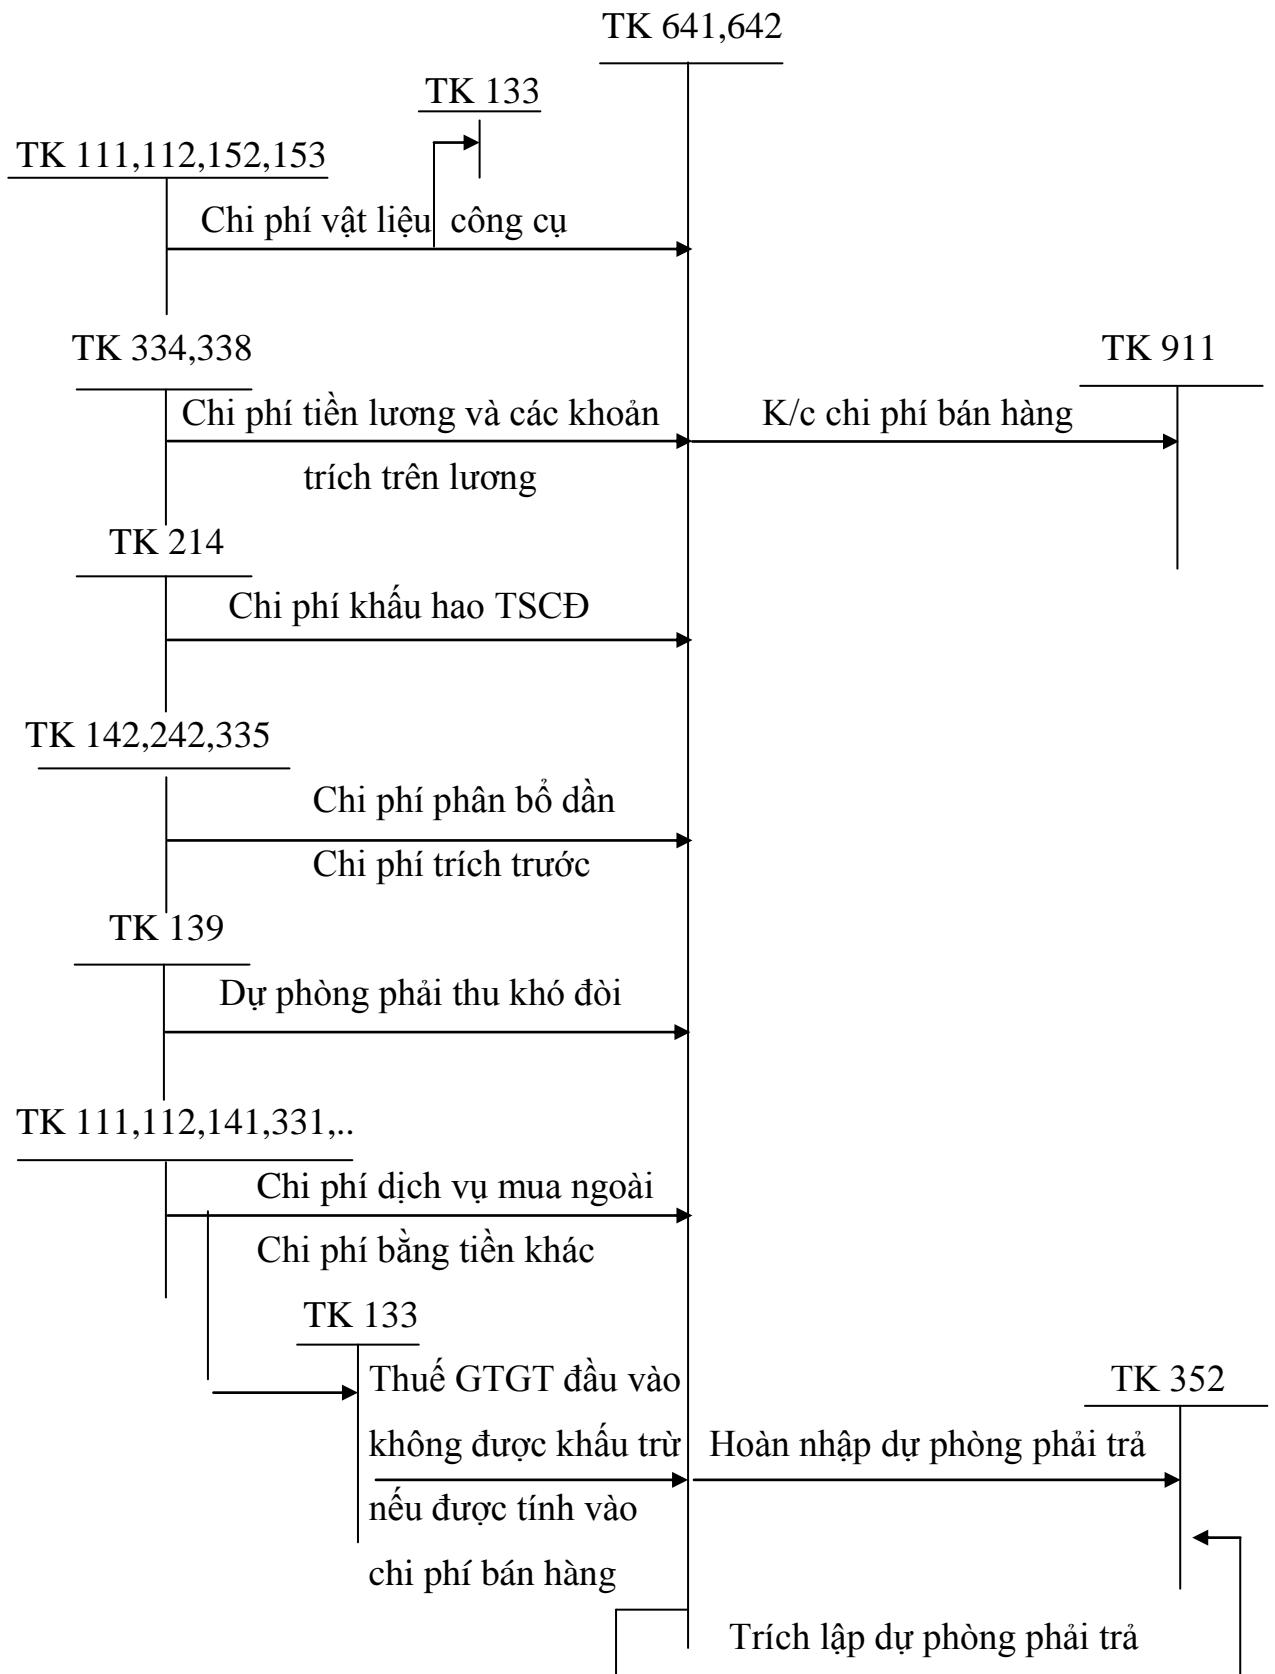 TK 641,642
TK 133
TK 111,112,152,153
Chi phí vật liệu công cụ
TK 334,338
TK 911
Chi phí tiền lương và các khoản
K/c chi phí bán hàng
trích trên lương
TK 214
Chi phí khấu hao TSCĐ
TK 142,242,335
Chi phí phân bổ dần
Chi phí trích trước
TK 139
Dự phòng phải thu khó đòi
TK 111,112,141,331,..
Chi phí dịch vụ mua ngoài
Chi phí bằng tiền khác
TK 133
Thuế GTGT đầu vào
TK 352
không được khấu trừ
Hoàn nhập dự phòng phải trả
nếu được tính vào
chi phí bán hàng
Trích lập dự phòng phải trả